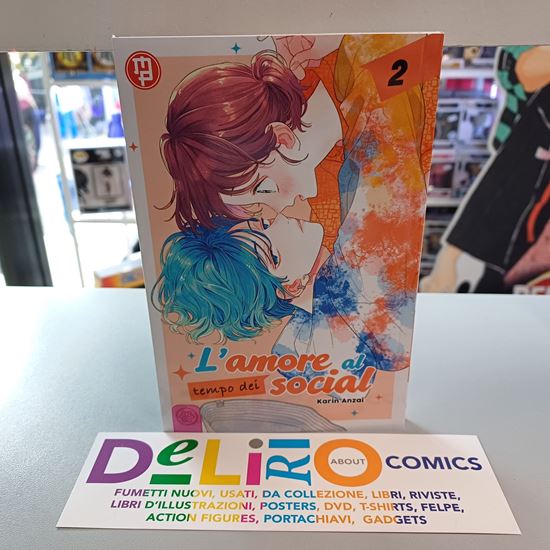 MP
2
L'amore al
tempo dei social
Karin Anzai
DeLiRiO ABOUT COMICS
FUMETTI NUOVI, USATI, DA COLLEZIONE, LIBRI, RIVISTE,
LIBRI D'ILLUSTRAZIONI, POSTERS, DVD, T-SHIRTS, FELPE,
ACTION FIGURES, PORTACHIAVI, GADGETS